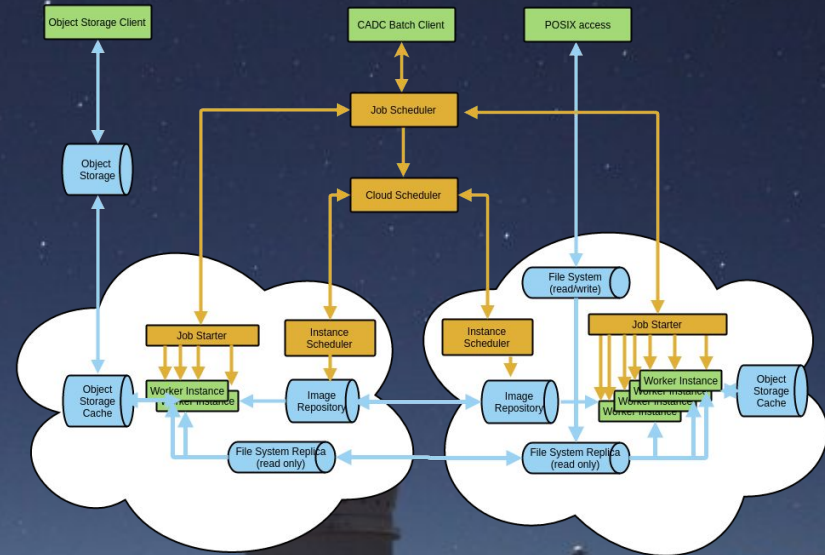 Object Storage Client
CADC Batch Client
POSIX access
Job Scheduler
Object
Storage
Cloud Scheduler
File System
(read/write)
Job Starter
Instance
Scheduler
Instance
Scheduler
Job Starter
Object
Storage
Cache
Worker Instance
Worker Instance
Image
Repository
Image
Repository
Worker Instance
Worker Instance
Worker Instance
Worker Instance
Object
Storage
Cache
File System Replica
(read only)
File System Replica
(read only)